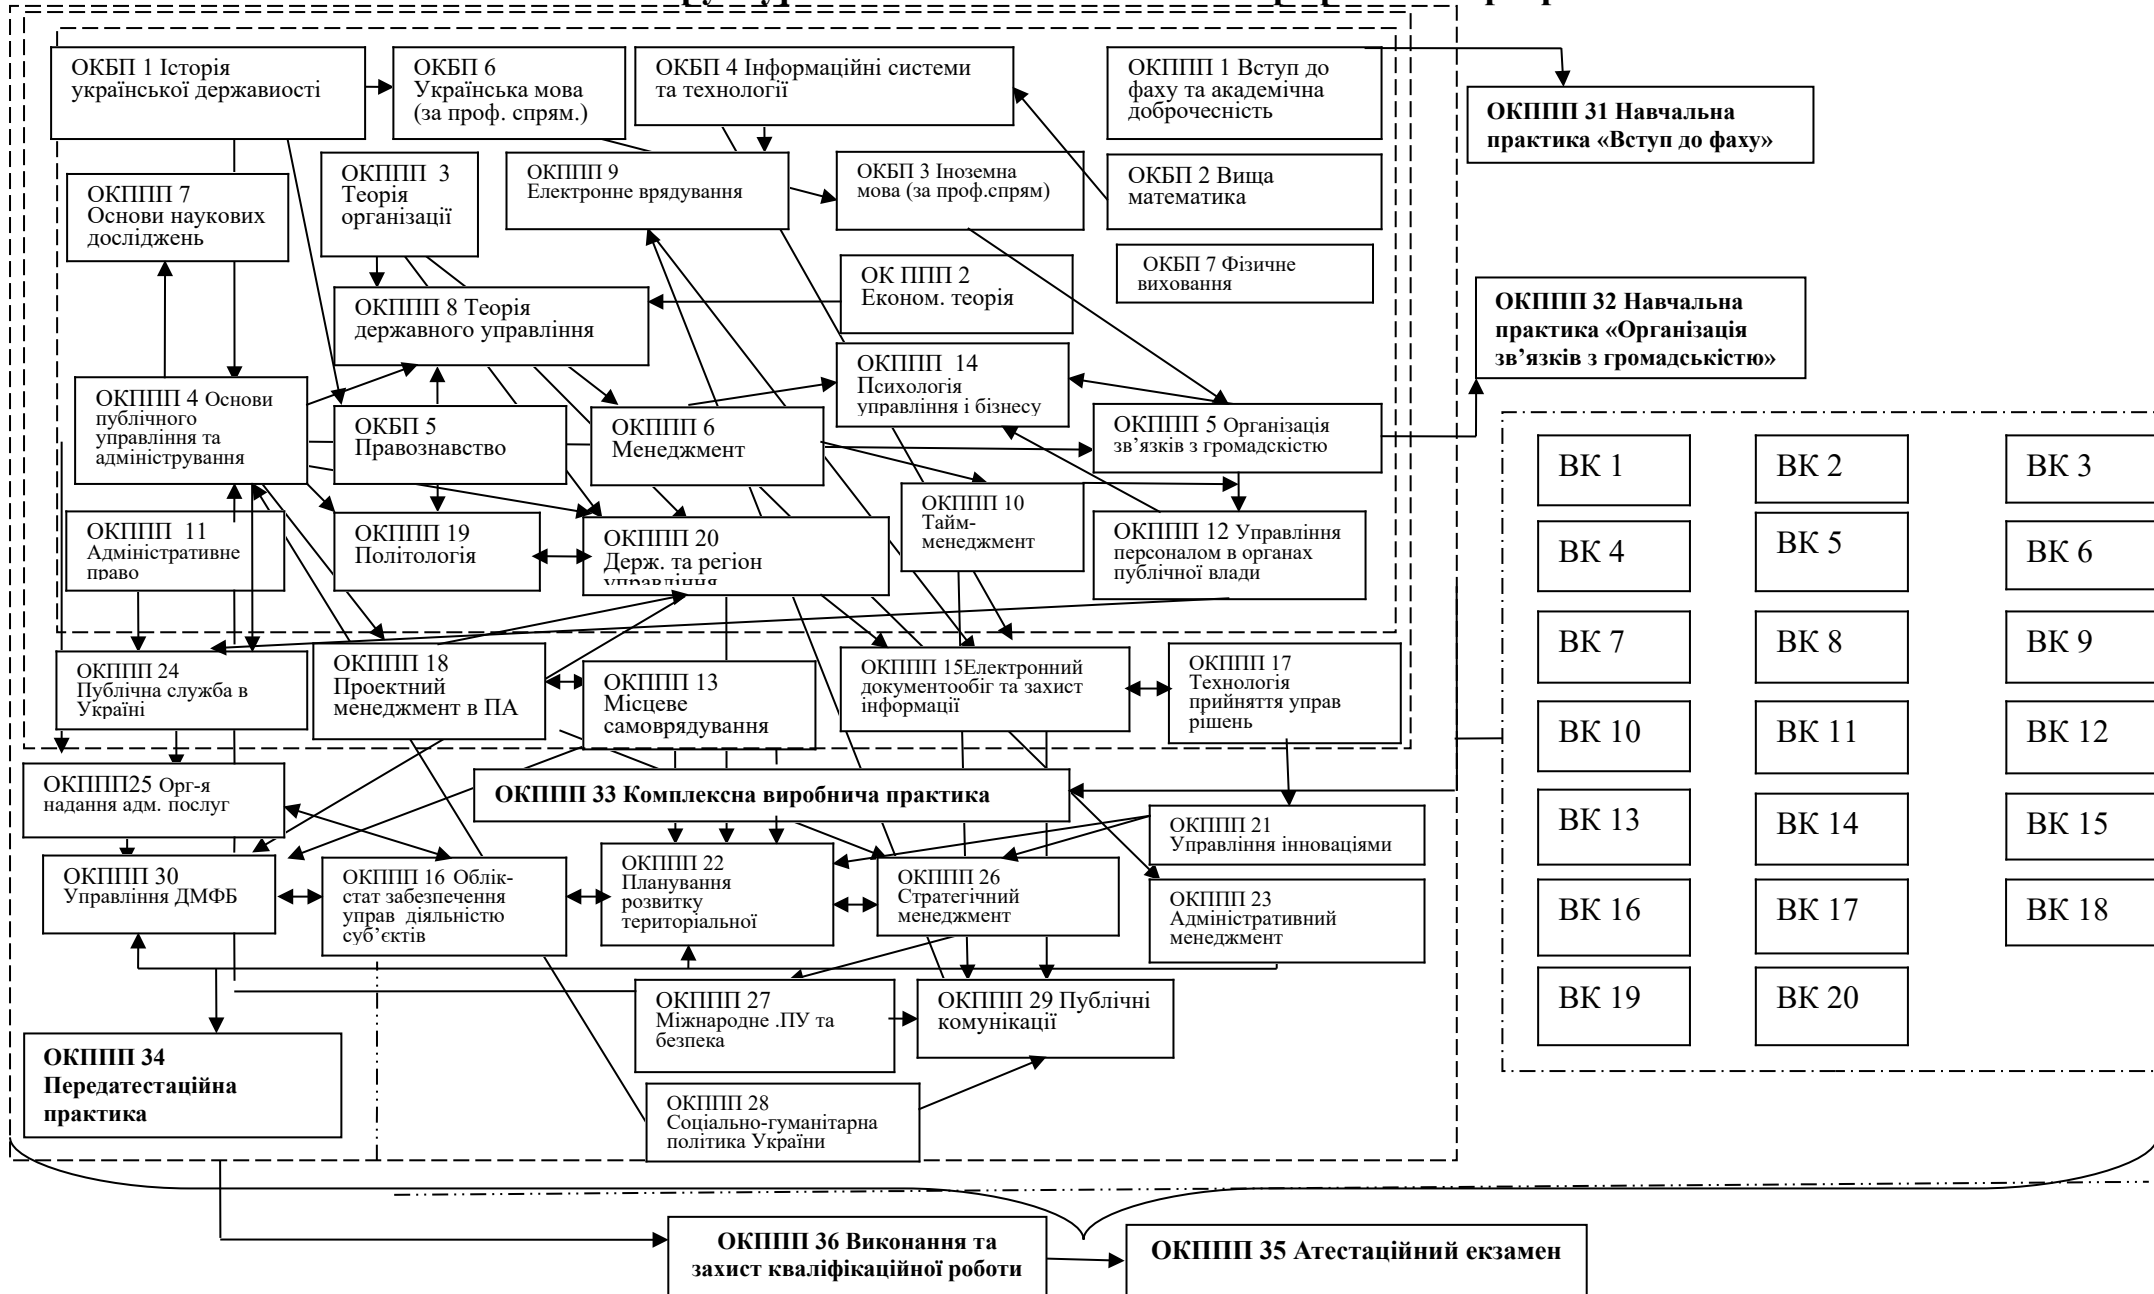 ОКБП 1 Історія
української державиості
ОКБП 6
Українська мова
(за проф. спрям.)
ОКБП 4 Інформаційні системи
та технології
ОКППП 1 Вступ до
фаху та академічна
доброчесність
ОКППП 31 Навчальна
практика «Вступ до фаху»
ОКППП 7
Основи наукових
досліджень
ОКППП 3
Теорія
організації
ОКППП 9
Електронне врядування
ОКБП 3 Іноземна
мова (за проф.спрям)
ОКБП 2 Вища
математика
ОКБП 7 Фізичне
виховання
ОКППП 8 Теорія
державного управління
ОК ППП 2
Економ. теорія
ОКППП 32 Навчальна
практика «Організація
зв’язків з громадськістю»
ОКППП 4 Основи
публічного
управління та
адміністрування
ОКБП 5
Правознавство
ОКППП 6
Менеджмент
ОКППП 14
Психологія
управління і бізнесу
ОКППП 5 Організація
зв’язків з громадскістю
ОКППП 11
Адміністративне
право
ОКППП 19
Політологія
ОКППП 20
Держ. та регіон
управління
ОКППП 10
Тайм-
менеджмент
ОКППП 12 Управління
персоналом в органах
публічної влади
ОКППП 24
Публічна служба в
Україні
ОКППП 18
Проектний
менеджмент в ПА
ОКППП 13
Місцеве
самоврядування
ОКППП 15Електронний
документообіг та захист
інформації
ОКППП 17
Технологія
прийняття управ
рішень
ОКППП25 Орг-я
надання адм. послуг
ОКППП 33 Комплексна виробнича практика
ОКППП 21
Управління інноваціями
ОКППП 30
Управління ДМФБ
ОКППП 16 Облік-
стат забезпечення
управ діяльністю
суб’єктів
ОКППП 22
Планування
розвитку
територіальної
ОКППП 26
Стратегічний
менеджмент
ОКППП 23
Адміністративний
менеджмент
ОКППП 27
Міжнародне .ПУ та
безпека
ОКППП 29 Публічні
комунікації
ОКППП 34
Передатестаційна
практика
ОКППП 28
Соціально-гуманітарна
політика України
ВК 1
ВК 2
ВК 3
ВК 4
ВК 5
ВК 6
ВК 7
ВК 8
ВК 9
ВК 10
ВК 11
ВК 12
ВК 13
ВК 14
ВК 15
ВК 16
ВК 17
ВК 18
ВК 19
ВК 20
ОКППП 36 Виконання та
захист кваліфікаційної роботи
ОКППП 35 Атестаційний екзамен